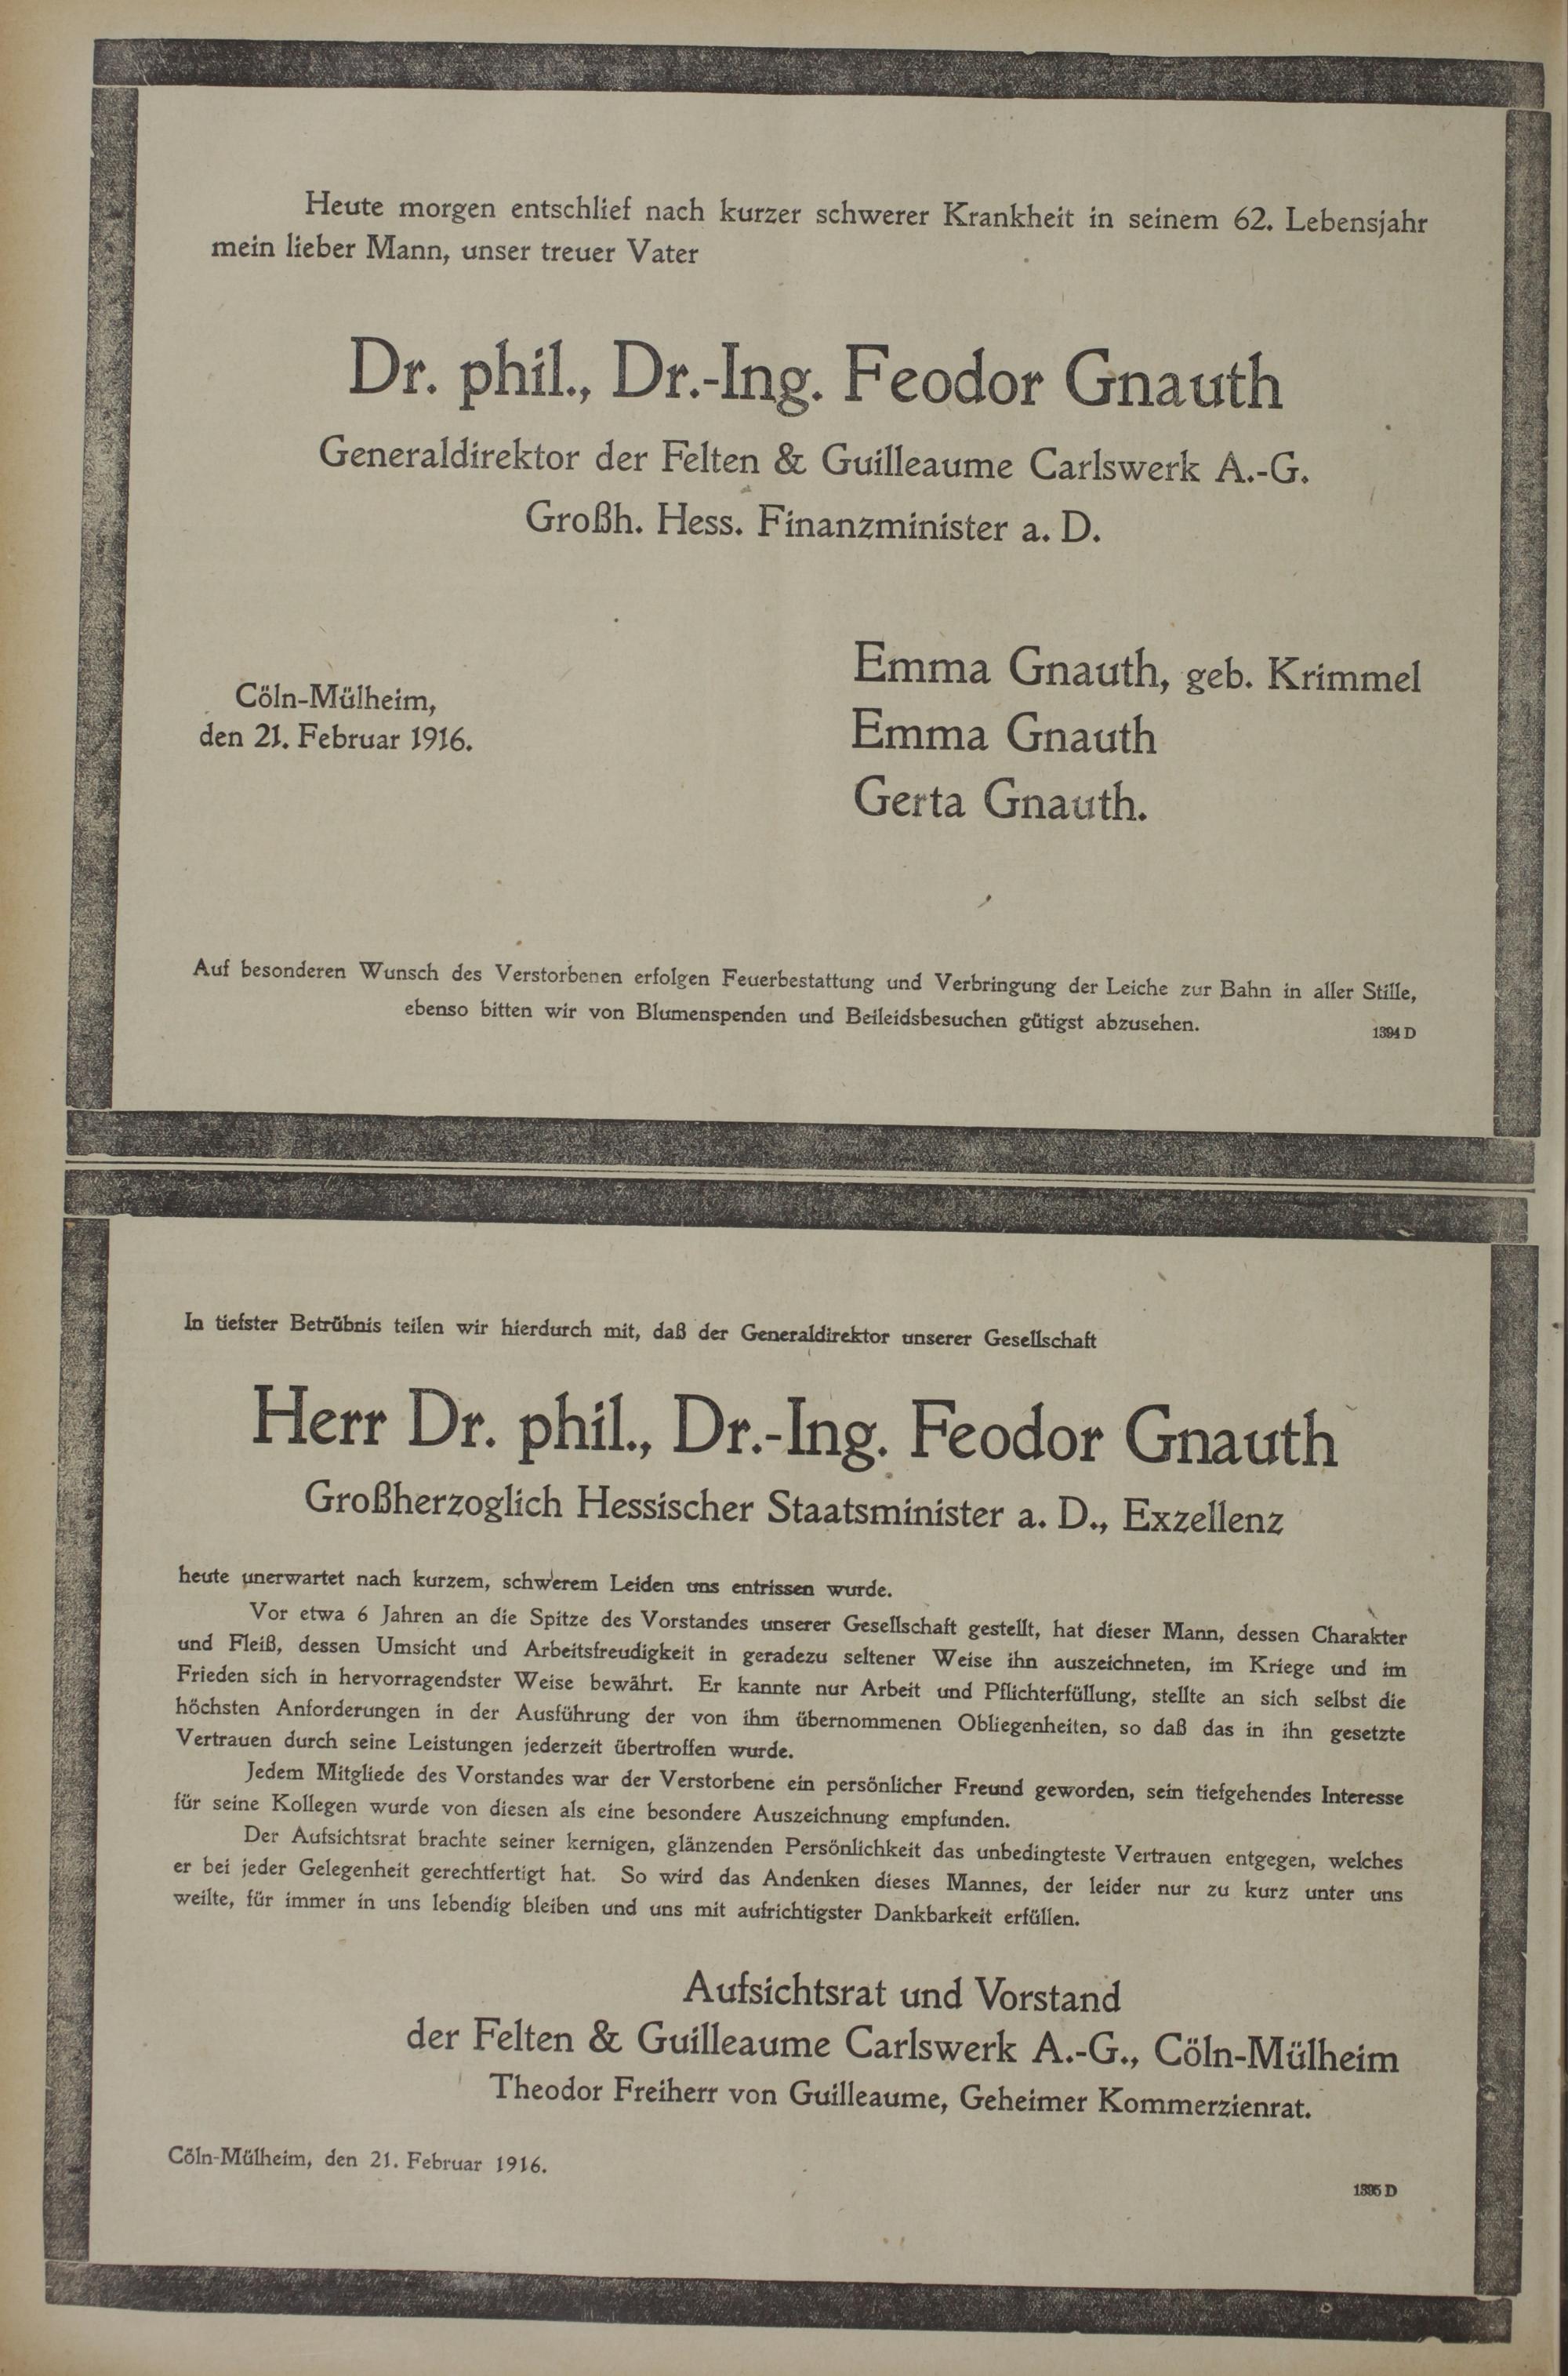 Heute morgen entschlief nach kurzer schwerer Krankheit in seinem 62. Lebensjahr
mein lieber Mann, unser treuer Vater
Dr. phil., Dr.-Ing. Feodor Gnauth
Generaldirektor der Felten & Guilleaume Carlswerk A.-G.
Großh. Hess. Finanzminister a. D.
Cöln-Mülheim,
den 21. Februar 1916.
Emma Gnauth, geb. Krimmel
Emma Gnauth
Gerta Gnauth.
Auf besonderen Wunsch des Verstorbenen erfolgen Feuerbestattung und Verbringung der Leiche zur Bahn in aller Stille,
ebenso bitten wir von Blumenspenden und Beileidsbesuchen gütigst abzusehen.
1394 D
In tiefster Betrübnis teilen wir hierdurch mit, daß der Generaldirektor unserer Gesellschaft
Herr Dr. phil., Dr.-Ing. Feodor Gnauth
Großherzoglich Hessischer Staatsminister a. D., Exzellenz
heute unerwartet nach kurzem, schwerem Leiden uns entrissen wurde.
Vor etwa 6 Jahren an die Spitze des Vorstandes unserer Gesellschaft gestellt, hat dieser Mann, dessen Charakter
und Fleiß, dessen Umsicht und Arbeitsfreudigkeit in geradezu seltener Weise ihn auszeichneten, im Kriege und im
Frieden sich in hervorragendster Weise bewährt. Er kannte nur Arbeit und Pflichterfüllung, stellte an sich selbst die
höchsten Anforderungen in der Ausführung der von ihm übernommenen Obliegenheiten, so daß das in ihn gesetzte
Vertrauen durch seine Leistungen jederzeit übertroffen wurde.
Jedem Mitgliede des Vorstandes war der Verstorbene ein persönlicher Freund geworden, sein tiefgehendes Interesse
für seine Kollegen wurde von diesen als eine besondere Auszeichnung empfunden.
Der Aufsichtsrat brachte seiner kernigen, glänzenden Persönlichkeit das unbedingteste Vertrauen entgegen, welches
er bei jeder Gelegenheit gerechtfertigt hat. So wird das Andenken dieses Mannes, der leider nur zu kurz unter uns
weilte, für immer in uns lebendig bleiben und uns mit aufrichtigster Dankbarkeit erfüllen.
Aufsichtsrat und Vorstand
der Felten & Guilleaume Carlswerk A.-G., Cöln-Mülheim
Theodor Freiherr von Guilleaume, Geheimer Kommerzienrat.
Cöln-Mülheim, den 21. Februar 1916.
1395 D